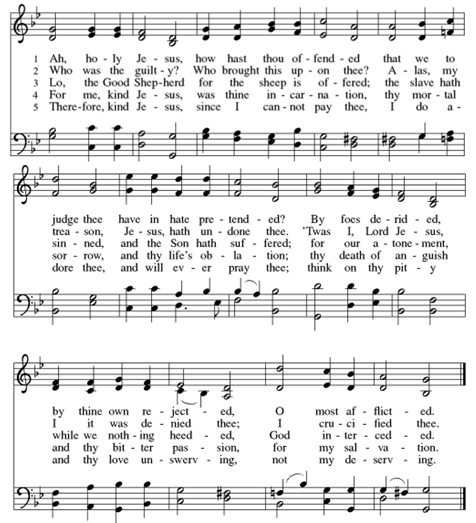 1 Ah, ho - ly Je - sus, how hast thou of - fend - ed that we to
2 Who was the guilt - y? Who brought this up - on thee? A - las, my
3 Lo, the Good Shep-herd for the sheep is of - fered; the slave hath
4 For me, kind Je - sus, was thine in - car - na - tion, thy mor - tal
5 There-fore, kind Je - sus, since I can - not pay thee, I do a -
judge thee have in hate pre - tend - ed? By foes de - rid - ed,
trea - son, Je - sus, hath un - done thee. 'Twas I, Lord Je - sus,
sin - ned, and the Son hath suf - fered; for our a - tone - ment,
sor - row, and thy life's ob - la - tion; thy death of an - guish
dore thee, and will ev - er pray thee; think on thy pit - y
by thine own re - ject - ed, O most af - flict - ed.
I it was de - nied thee; I cru - ci - fied thee.
while we noth - ing heed - ed, God in - ter - ced - ed.
and thy bit - ter pas - sion, for my sal - va - tion.
and thy love un - swerv - ing, not my de - serv - ing.